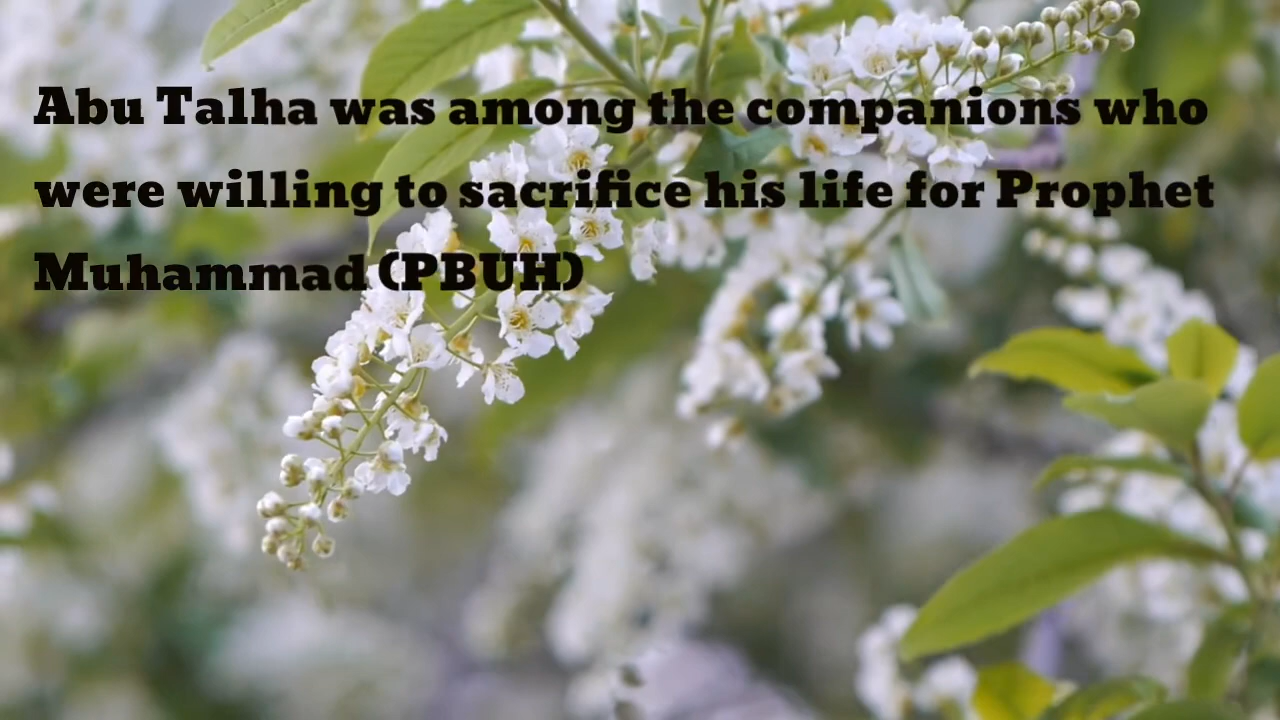 Abu Talha was among the companions who
were willing to sacrifice his life for Prophet
Muhammad (PBUH)